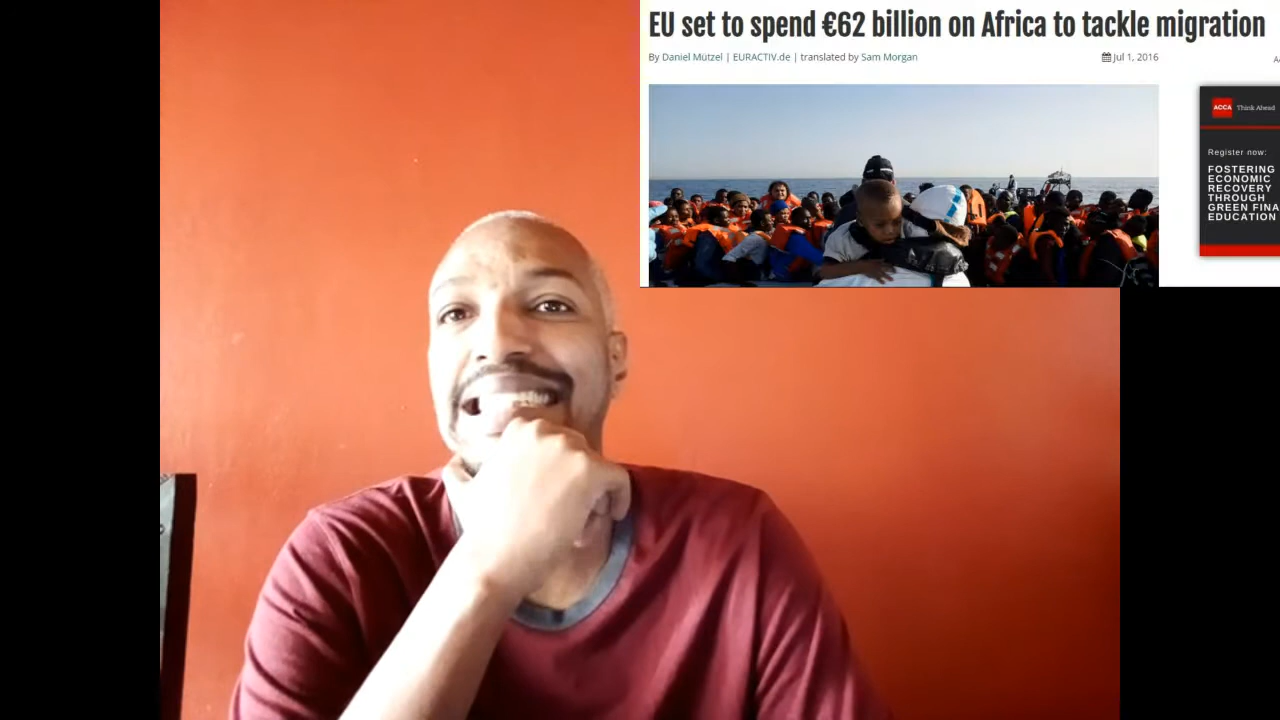 EU set to spend €62 billion on Africa to tackle migration
By Daniel Mützel | EURACTIV.de | translated by Sam Morgan
Jul 1, 2016
ACCA Think Ahead
Register now:
FOSTERING
ECONOMIC
RECOVERY
THROUGH
GREEN FINA
EDUCATION